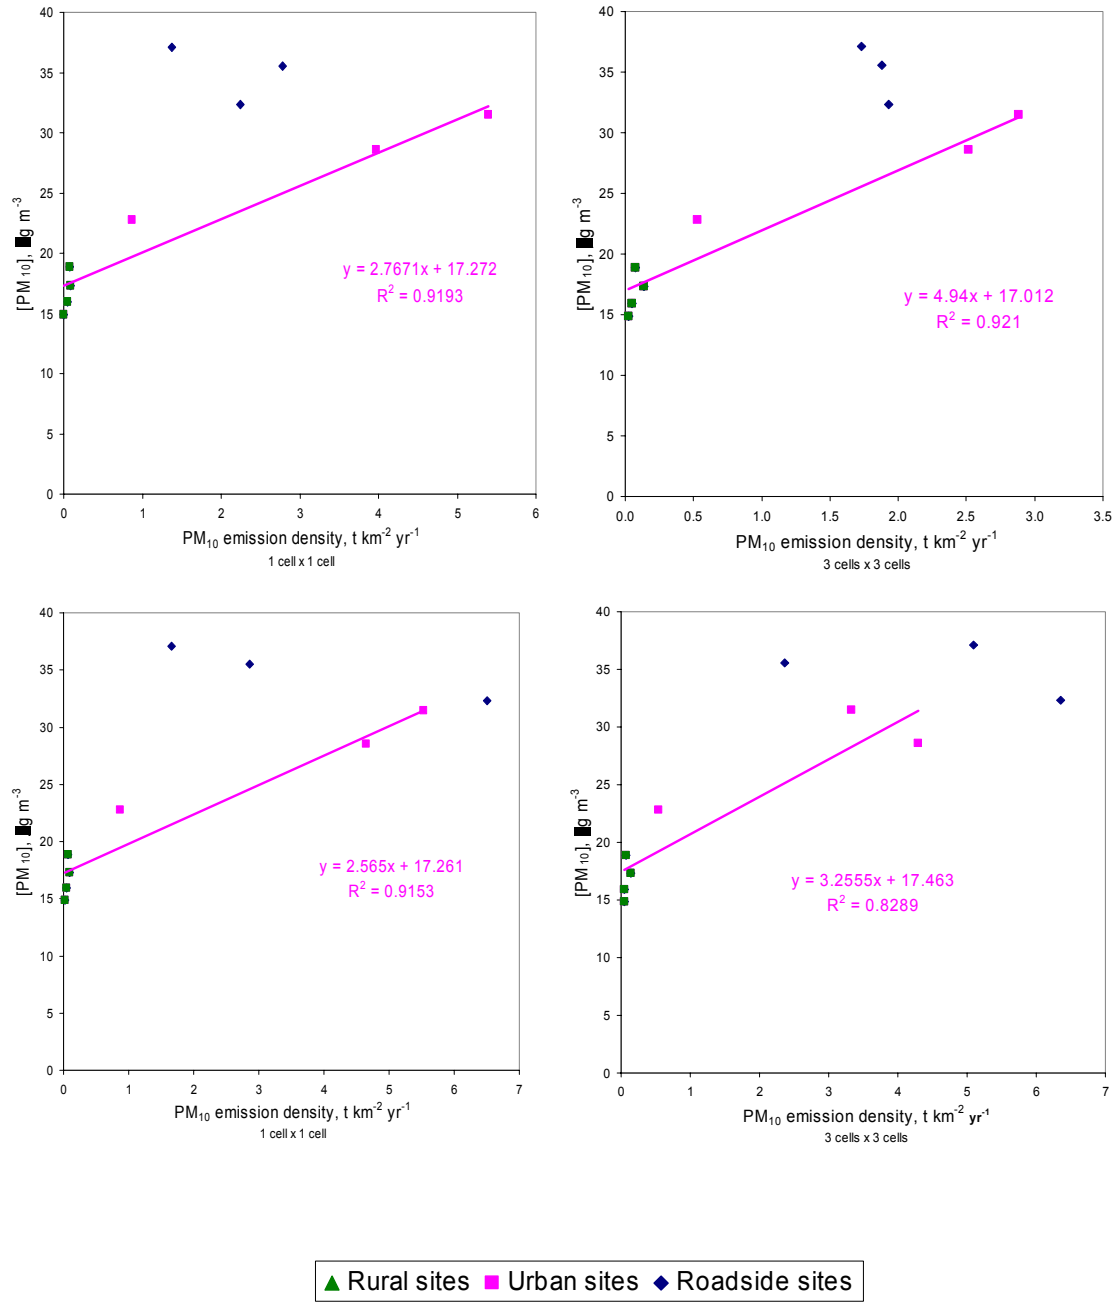 40
35
30
25
20
15
10
5
0
[PM₁₀], g m⁻³
y = 2.7671x + 17.272
R² = 0.9193
0 1 2 3 4 5 6
PM₁₀ emission density, t km⁻² yr⁻¹
1 cell x 1 cell
40
35
30
25
20
15
10
5
0
[PM₁₀], g m⁻³
y = 4.94x + 17.012
R² = 0.921
0.0 0.5 1.0 1.5 2.0 2.5 3.0 3.5
PM₁₀ emission density, t km⁻² yr⁻¹
3 cells x 3 cells
40
35
30
25
20
15
10
5
0
[PM₁₀], g m⁻³
y = 2.565x + 17.261
R² = 0.9153
0 1 2 3 4 5 6 7
PM₁₀ emission density, t km⁻² yr⁻¹
1 cell x 1 cell
40
35
30
25
20
15
10
5
0
[PM₁₀], g m⁻³
y = 3.2555x + 17.463
R² = 0.8289
0 1 2 3 4 5 6 7
PM₁₀ emission density, t km⁻² yr⁻¹
3 cells x 3 cells
Rural sites Urban sites Roadside sites